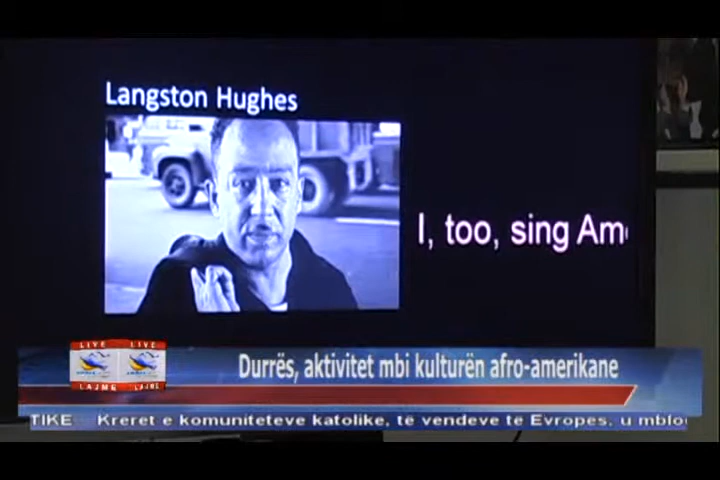 Langston Hughes
I, too, sing Am
LIVE LIVE
LAJME LAJME
Durrës, aktivitet mbi kulturën afro-amerikane
TIKE Kreret e komuniteteve katolike, të vendeve të Evropes, u mblo